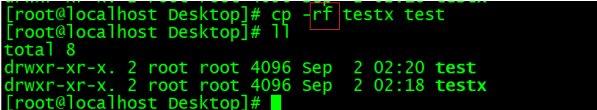 [root@localhost Desktop]# cp -rf testx test
[root@localhost Desktop]# ll
total 8
drwxr-xr-x. 2 root root 4096 Sep  2 02:20 test
drwxr-xr-x. 2 root root 4096 Sep  2 02:18 testx
[root@localhost Desktop]#